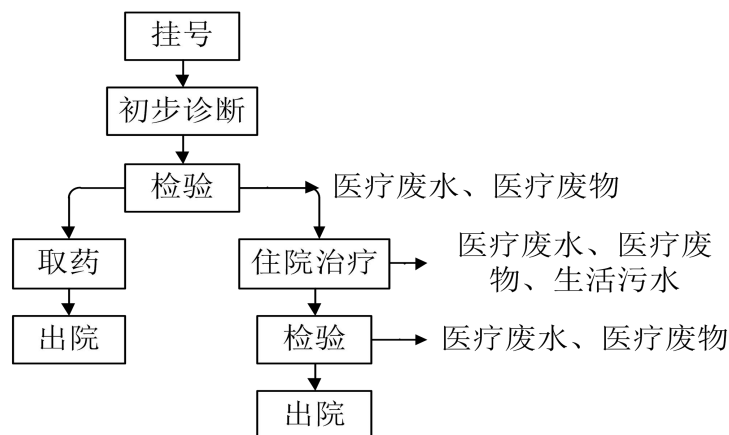 挂号
初步诊断
检验
医疗废水、医疗废物
取药
住院治疗
医疗废水、医疗废
物、生活污水
出院
检验
医疗废水、医疗废物
出院